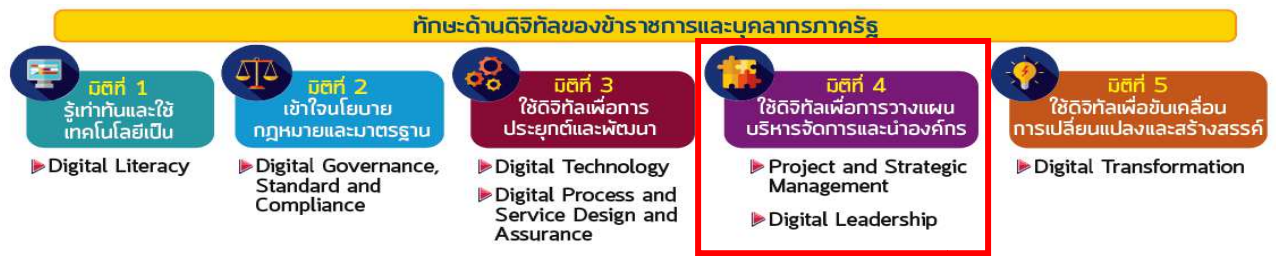 ทักษะด้านดิจิทัลของข้าราชการและบุคลากรภาครัฐ
มิติที่ 1
รู้เท่าทันและใช้
เทคโนโลยีเป็น
Digital Literacy
มิติที่ 2
เข้าใจนโยบาย
กฎหมายและมาตรฐาน
Digital Governance,
Standard and
Compliance
มิติที่ 3
ใช้ดิจิทัลเพื่อการ
ประยุกต์และพัฒนา
Digital Technology
Digital Process and
Service Design and
Assurance
มิติที่ 4
ใช้ดิจิทัลเพื่อการวางแผน
บริหารจัดการและนำองค์กร
Project and Strategic
Management
Digital Leadership
มิติที่ 5
ใช้ดิจิทัลเพื่อขับเคลื่อน
การเปลี่ยนแปลงและสร้างสรรค์
Digital Transformation